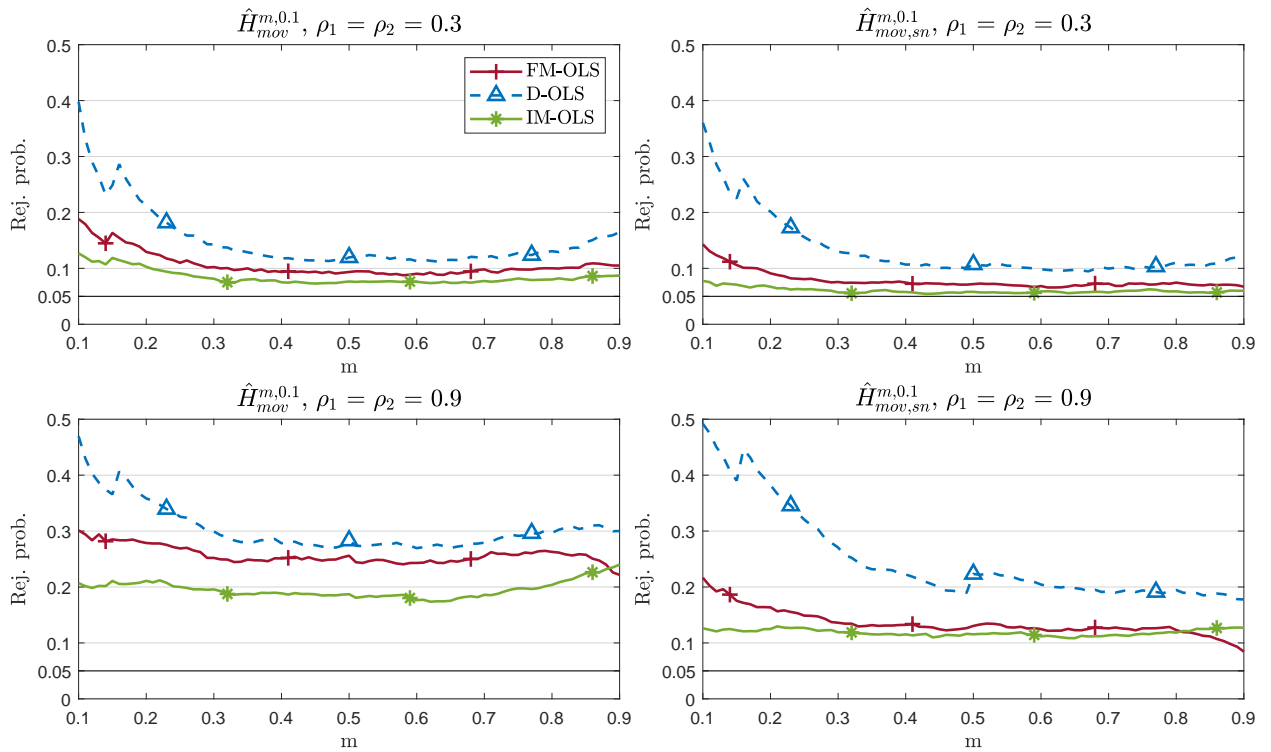 Ĥ_{mov}^{m,0.1}, ρ₁ = ρ₂ = 0.3
0.5
0.4
0.3
0.2
0.1
0.05
0
Rej. prob.
FM-OLS
D-OLS
IM-OLS
0.1 0.2 0.3 0.4 0.5 0.6 0.7 0.8 0.9
m
Ĥ_{mov,sn}^{m,0.1}, ρ₁ = ρ₂ = 0.3
0.5
0.4
0.3
0.2
0.1
0.05
0
Rej. prob.
0.1 0.2 0.3 0.4 0.5 0.6 0.7 0.8 0.9
m
Ĥ_{mov}^{m,0.1}, ρ₁ = ρ₂ = 0.9
0.5
0.4
0.3
0.2
0.1
0.05
0
Rej. prob.
0.1 0.2 0.3 0.4 0.5 0.6 0.7 0.8 0.9
m
Ĥ_{mov,sn}^{m,0.1}, ρ₁ = ρ₂ = 0.9
0.5
0.4
0.3
0.2
0.1
0.05
0
Rej. prob.
0.1 0.2 0.3 0.4 0.5 0.6 0.7 0.8 0.9
m